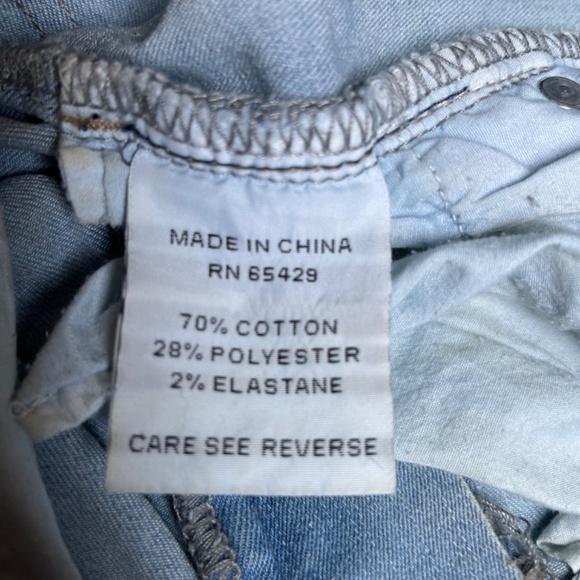 MADE IN CHINA
RN 65429
70% COTTON
28% POLYESTER
2% ELASTANE
CARE SEE REVERSE